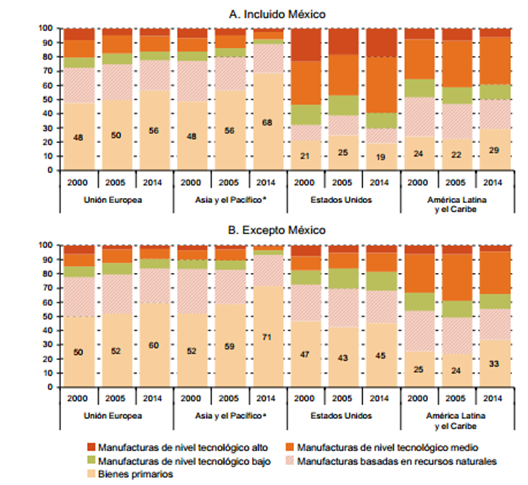 A. Incluido México
100
90
80
70
60
50
40
30
20
10
0
48 50 56 48 56 68 21 25 19 24 22 29
2000 2005 2014 2000 2005 2014 2000 2005 2014 2000 2005 2014
Unión Europea Asia y el Pacífico ª Estados Unidos América Latina
y el Caribe
B. Excepto México
100
90
80
70
60
50
40
30
20
10
0
50 52 60 52 59 71 47 43 45 25 24 33
2000 2005 2014 2000 2005 2014 2000 2005 2014 2000 2005 2014
Unión Europea Asia y el Pacífico ª Estados Unidos América Latina
y el Caribe
Manufacturas de nivel tecnológico alto Manufacturas de nivel tecnológico medio
Manufacturas de nivel tecnológico bajo Manufacturas basadas en recursos naturales
Bienes primarios